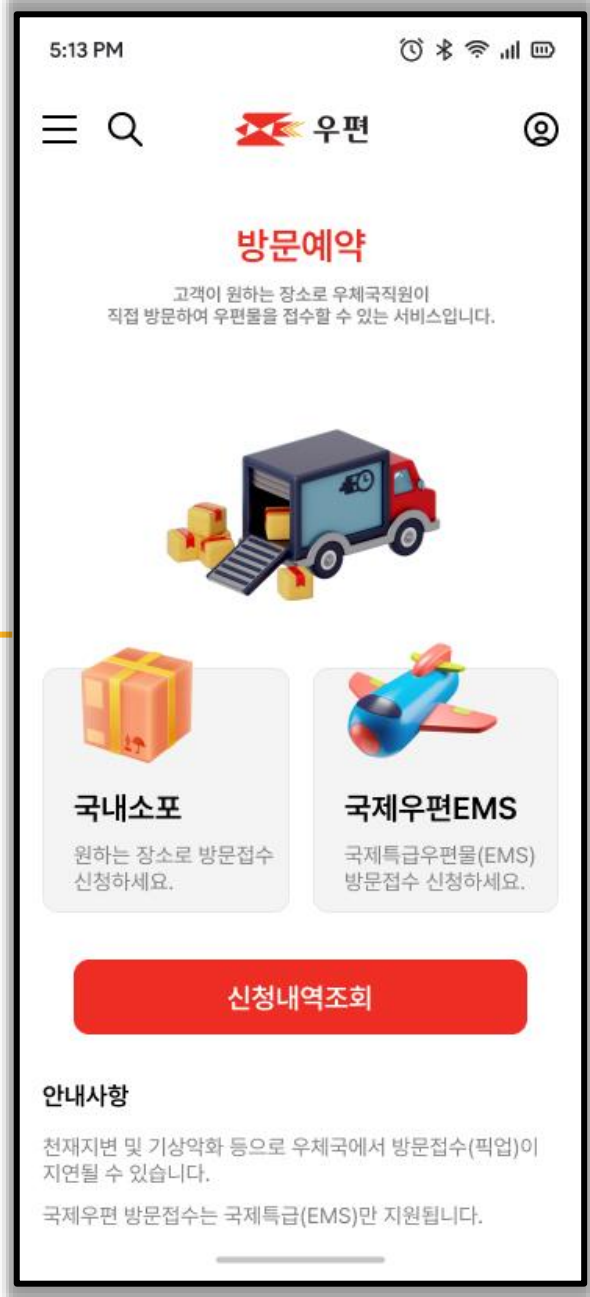 5:13 PM
우편
방문예약
고객이 원하는 장소로 우체국직원이
직접 방문하여 우편물을 접수할 수 있는 서비스입니다.
국내소포
원하는 장소로 방문접수
신청하세요.
국제우편EMS
국제특급우편물(EMS)
방문접수 신청하세요.
신청내역조회
안내사항
천재지변 및 기상악화 등으로 우체국에서 방문접수(픽업)이
지연될 수 있습니다.
국제우편 방문접수는 국제특급(EMS)만 지원됩니다.